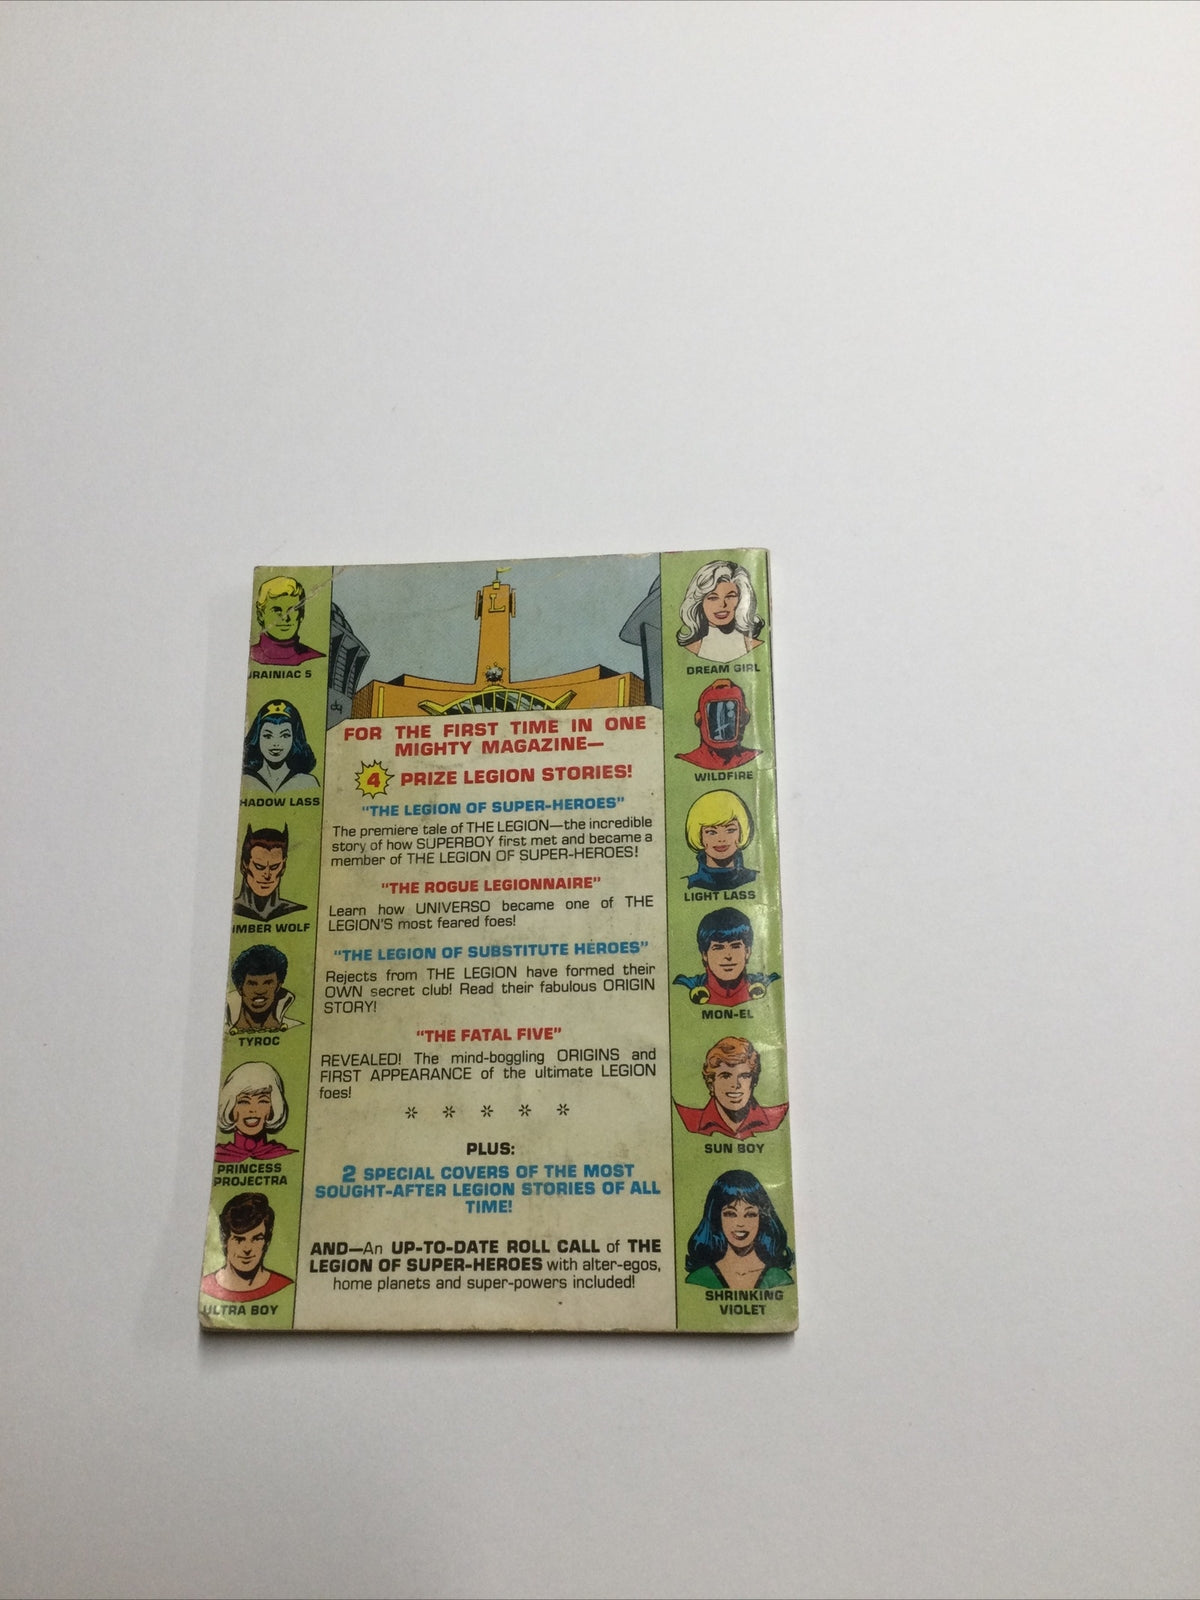 L
FOR THE FIRST TIME IN ONE
MIGHTY MAGAZINE—
4 PRIZE LEGION STORIES!
"THE LEGION OF SUPER-HEROES"
The premiere tale of THE LEGION—the incredible
story of how SUPERBOY first met and became a
member of THE LEGION OF SUPER-HEROES!
"THE ROGUE LEGIONNAIRE"
Learn how UNIVERSO became one of THE
LEGION'S most feared foes!
"THE LEGION OF SUBSTITUTE HEROES"
Rejects from THE LEGION have formed their
OWN secret club! Read their fabulous ORIGIN
STORY!
"THE FATAL FIVE"
REVEALED! The mind-boggling ORIGINS and
FIRST APPEARANCE of the ultimate LEGION
foes!
PLUS:
2 SPECIAL COVERS OF THE MOST
SOUGHT-AFTER LEGION STORIES OF ALL
TIME!
AND—An UP-TO-DATE ROLL CALL of THE
LEGION OF SUPER-HEROES with alter-egos,
home planets and super-powers included!
RAINIAC 5
HADOW LASS
IMBER WOLF
TYROC
PRINCESS
PROJECTRA
ULTRA BOY
DREAM GIRL
WILDFIRE
LIGHT LASS
MON-EL
SUN BOY
SHRINKING
VIOLET